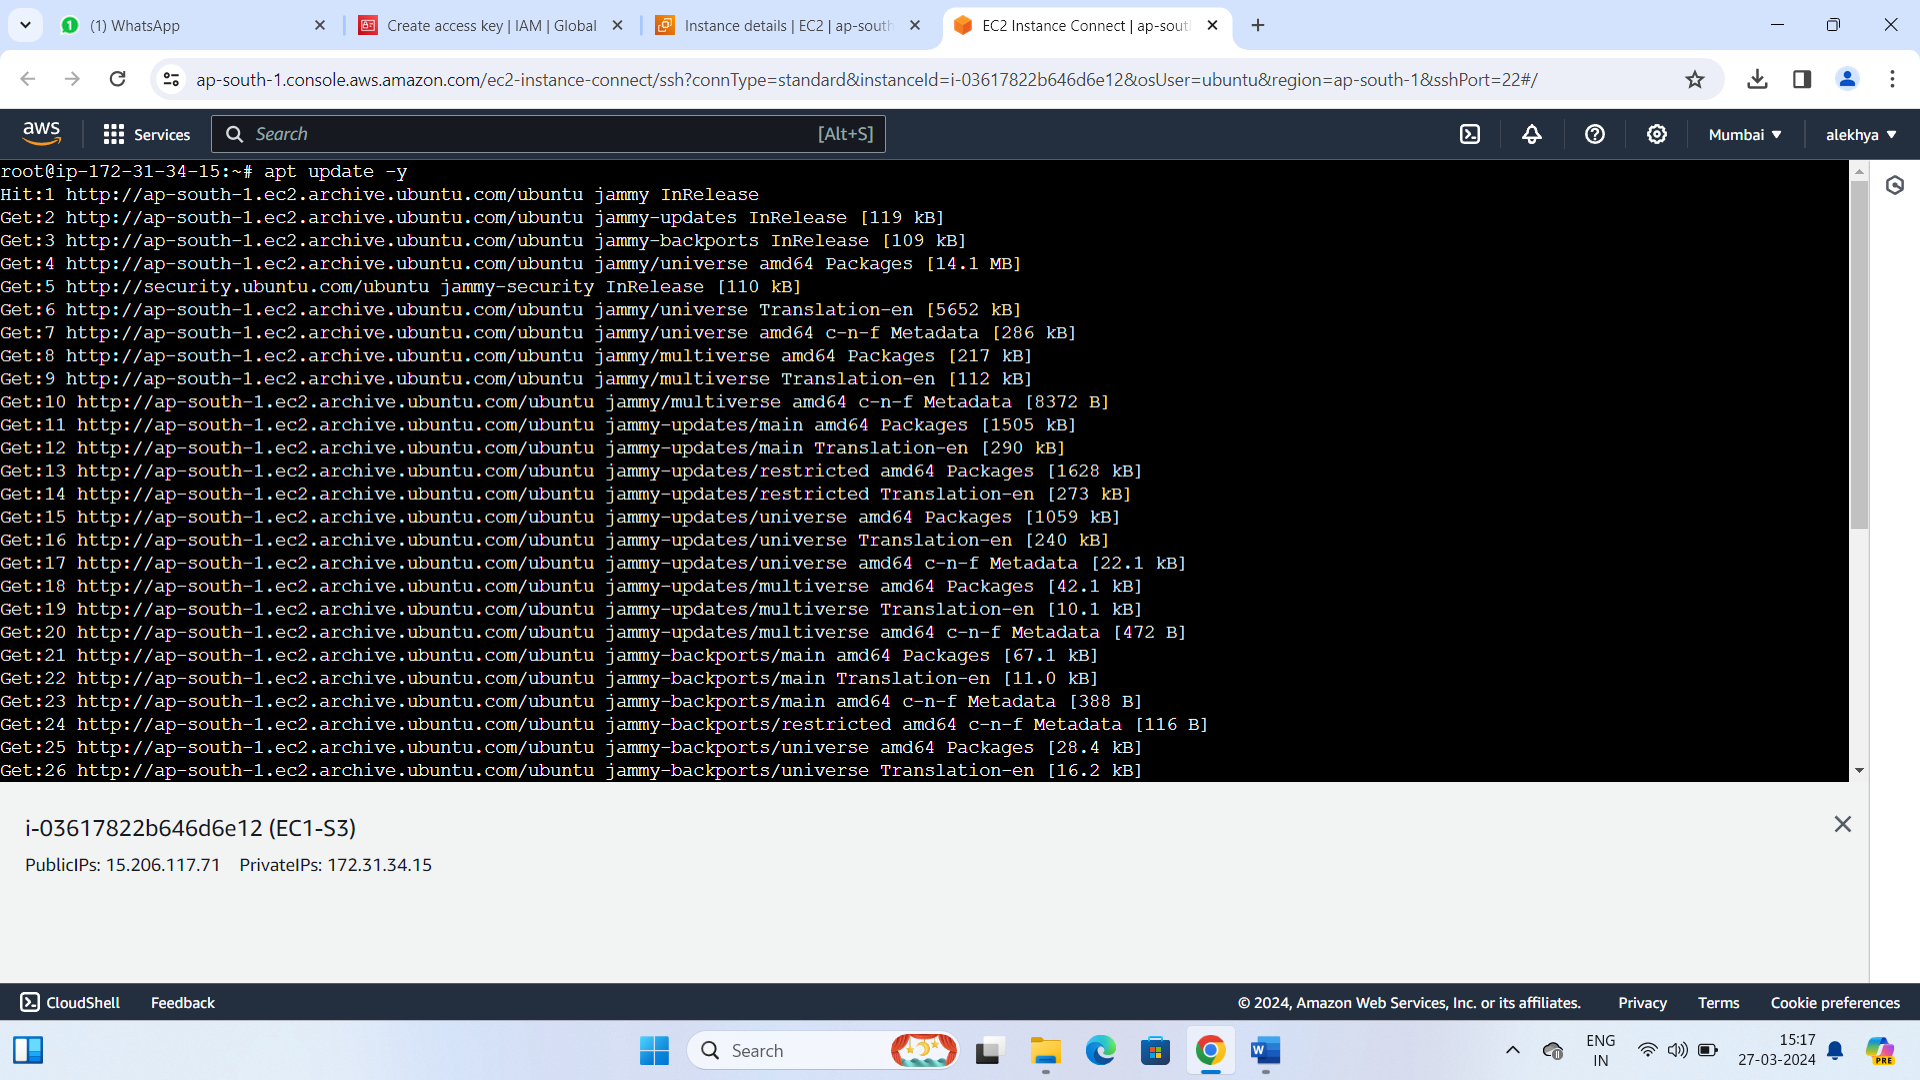 (1) WhatsApp
Create access key | IAM | Global
Instance details | EC2 | ap-south
EC2 Instance Connect | ap-sout
ap-south-1.console.aws.amazon.com/ec2-instance-connect/ssh?connType=standard&instanceId=i-03617822b646d6e12&osUser=ubuntu&region=ap-south-1&sshPort=22#/
aws Services Search [Alt+S] Mumbai alekhya
root@ip-172-31-34-15:~# apt update -y
Hit:1 http://ap-south-1.ec2.archive.ubuntu.com/ubuntu jammy InRelease
Get:2 http://ap-south-1.ec2.archive.ubuntu.com/ubuntu jammy-updates InRelease [119 kB]
Get:3 http://ap-south-1.ec2.archive.ubuntu.com/ubuntu jammy-backports InRelease [109 kB]
Get:4 http://ap-south-1.ec2.archive.ubuntu.com/ubuntu jammy/universe amd64 Packages [14.1 MB]
Get:5 http://security.ubuntu.com/ubuntu jammy-security InRelease [110 kB]
Get:6 http://ap-south-1.ec2.archive.ubuntu.com/ubuntu jammy/universe Translation-en [5652 kB]
Get:7 http://ap-south-1.ec2.archive.ubuntu.com/ubuntu jammy/universe amd64 c-n-f Metadata [286 kB]
Get:8 http://ap-south-1.ec2.archive.ubuntu.com/ubuntu jammy/multiverse amd64 Packages [217 kB]
Get:9 http://ap-south-1.ec2.archive.ubuntu.com/ubuntu jammy/multiverse Translation-en [112 kB]
Get:10 http://ap-south-1.ec2.archive.ubuntu.com/ubuntu jammy/multiverse amd64 c-n-f Metadata [8372 B]
Get:11 http://ap-south-1.ec2.archive.ubuntu.com/ubuntu jammy-updates/main amd64 Packages [1505 kB]
Get:12 http://ap-south-1.ec2.archive.ubuntu.com/ubuntu jammy-updates/main Translation-en [290 kB]
Get:13 http://ap-south-1.ec2.archive.ubuntu.com/ubuntu jammy-updates/restricted amd64 Packages [1628 kB]
Get:14 http://ap-south-1.ec2.archive.ubuntu.com/ubuntu jammy-updates/restricted Translation-en [273 kB]
Get:15 http://ap-south-1.ec2.archive.ubuntu.com/ubuntu jammy-updates/universe amd64 Packages [1059 kB]
Get:16 http://ap-south-1.ec2.archive.ubuntu.com/ubuntu jammy-updates/universe Translation-en [240 kB]
Get:17 http://ap-south-1.ec2.archive.ubuntu.com/ubuntu jammy-updates/universe amd64 c-n-f Metadata [22.1 kB]
Get:18 http://ap-south-1.ec2.archive.ubuntu.com/ubuntu jammy-updates/multiverse amd64 Packages [42.1 kB]
Get:19 http://ap-south-1.ec2.archive.ubuntu.com/ubuntu jammy-updates/multiverse Translation-en [10.1 kB]
Get:20 http://ap-south-1.ec2.archive.ubuntu.com/ubuntu jammy-updates/multiverse amd64 c-n-f Metadata [472 B]
Get:21 http://ap-south-1.ec2.archive.ubuntu.com/ubuntu jammy-backports/main amd64 Packages [67.1 kB]
Get:22 http://ap-south-1.ec2.archive.ubuntu.com/ubuntu jammy-backports/main Translation-en [11.0 kB]
Get:23 http://ap-south-1.ec2.archive.ubuntu.com/ubuntu jammy-backports/main amd64 c-n-f Metadata [388 B]
Get:24 http://ap-south-1.ec2.archive.ubuntu.com/ubuntu jammy-backports/restricted amd64 c-n-f Metadata [116 B]
Get:25 http://ap-south-1.ec2.archive.ubuntu.com/ubuntu jammy-backports/universe amd64 Packages [28.4 kB]
Get:26 http://ap-south-1.ec2.archive.ubuntu.com/ubuntu jammy-backports/universe Translation-en [16.2 kB]
i-03617822b646d6e12 (EC1-S3)
PublicIPs: 15.206.117.71 PrivateIPs: 172.31.34.15
CloudShell Feedback © 2024, Amazon Web Services, Inc. or its affiliates. Privacy Terms Cookie preferences
Search
ENG
IN
15:17
27-03-2024
PRE